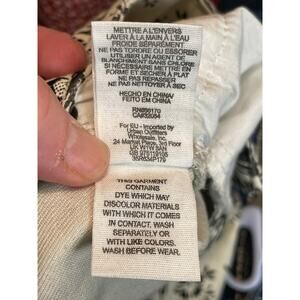 METTRE À L'ENVERS
LAVER À LA MAIN À L'EAU
FROIDE SÉPARÉMENT
NE PAS TORDRE OU ESSORER
UTILISER UN AGENT DE
BLANCHIMENT SANS CHLORE
SI NÉCESSAIRE METTRE EN
FORME ET SÉCHER À PLAT
NE PAS REPASSER
NE PAS NETTOYER À SEC
HECHO EN CHINA/
FEITO EM CHINA
For EU - Imported by
Urban Outfitters
Wholesale, Inc.
24 Market Place, 3rd Floor
UK W1W 8AN
THIS GARMENT
CONTAINS
DYE WHICH MAY
DISCOLOR MATERIALS
WITH WHICH IT COMES
IN CONTACT. WASH
SEPARATELY OR
WITH LIKE COLORS.
WASH BEFORE WEAR.